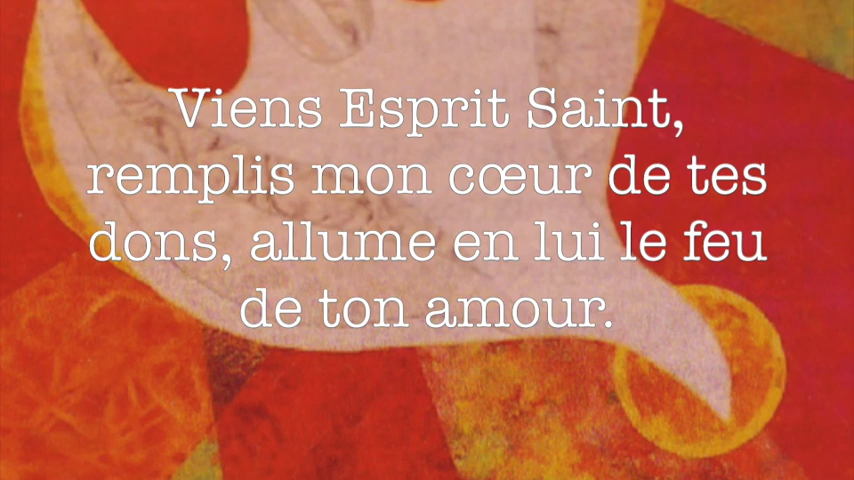 Viens Esprit Saint,
remplis mon cœur de tes
dons, allume en lui le feu
de ton amour.